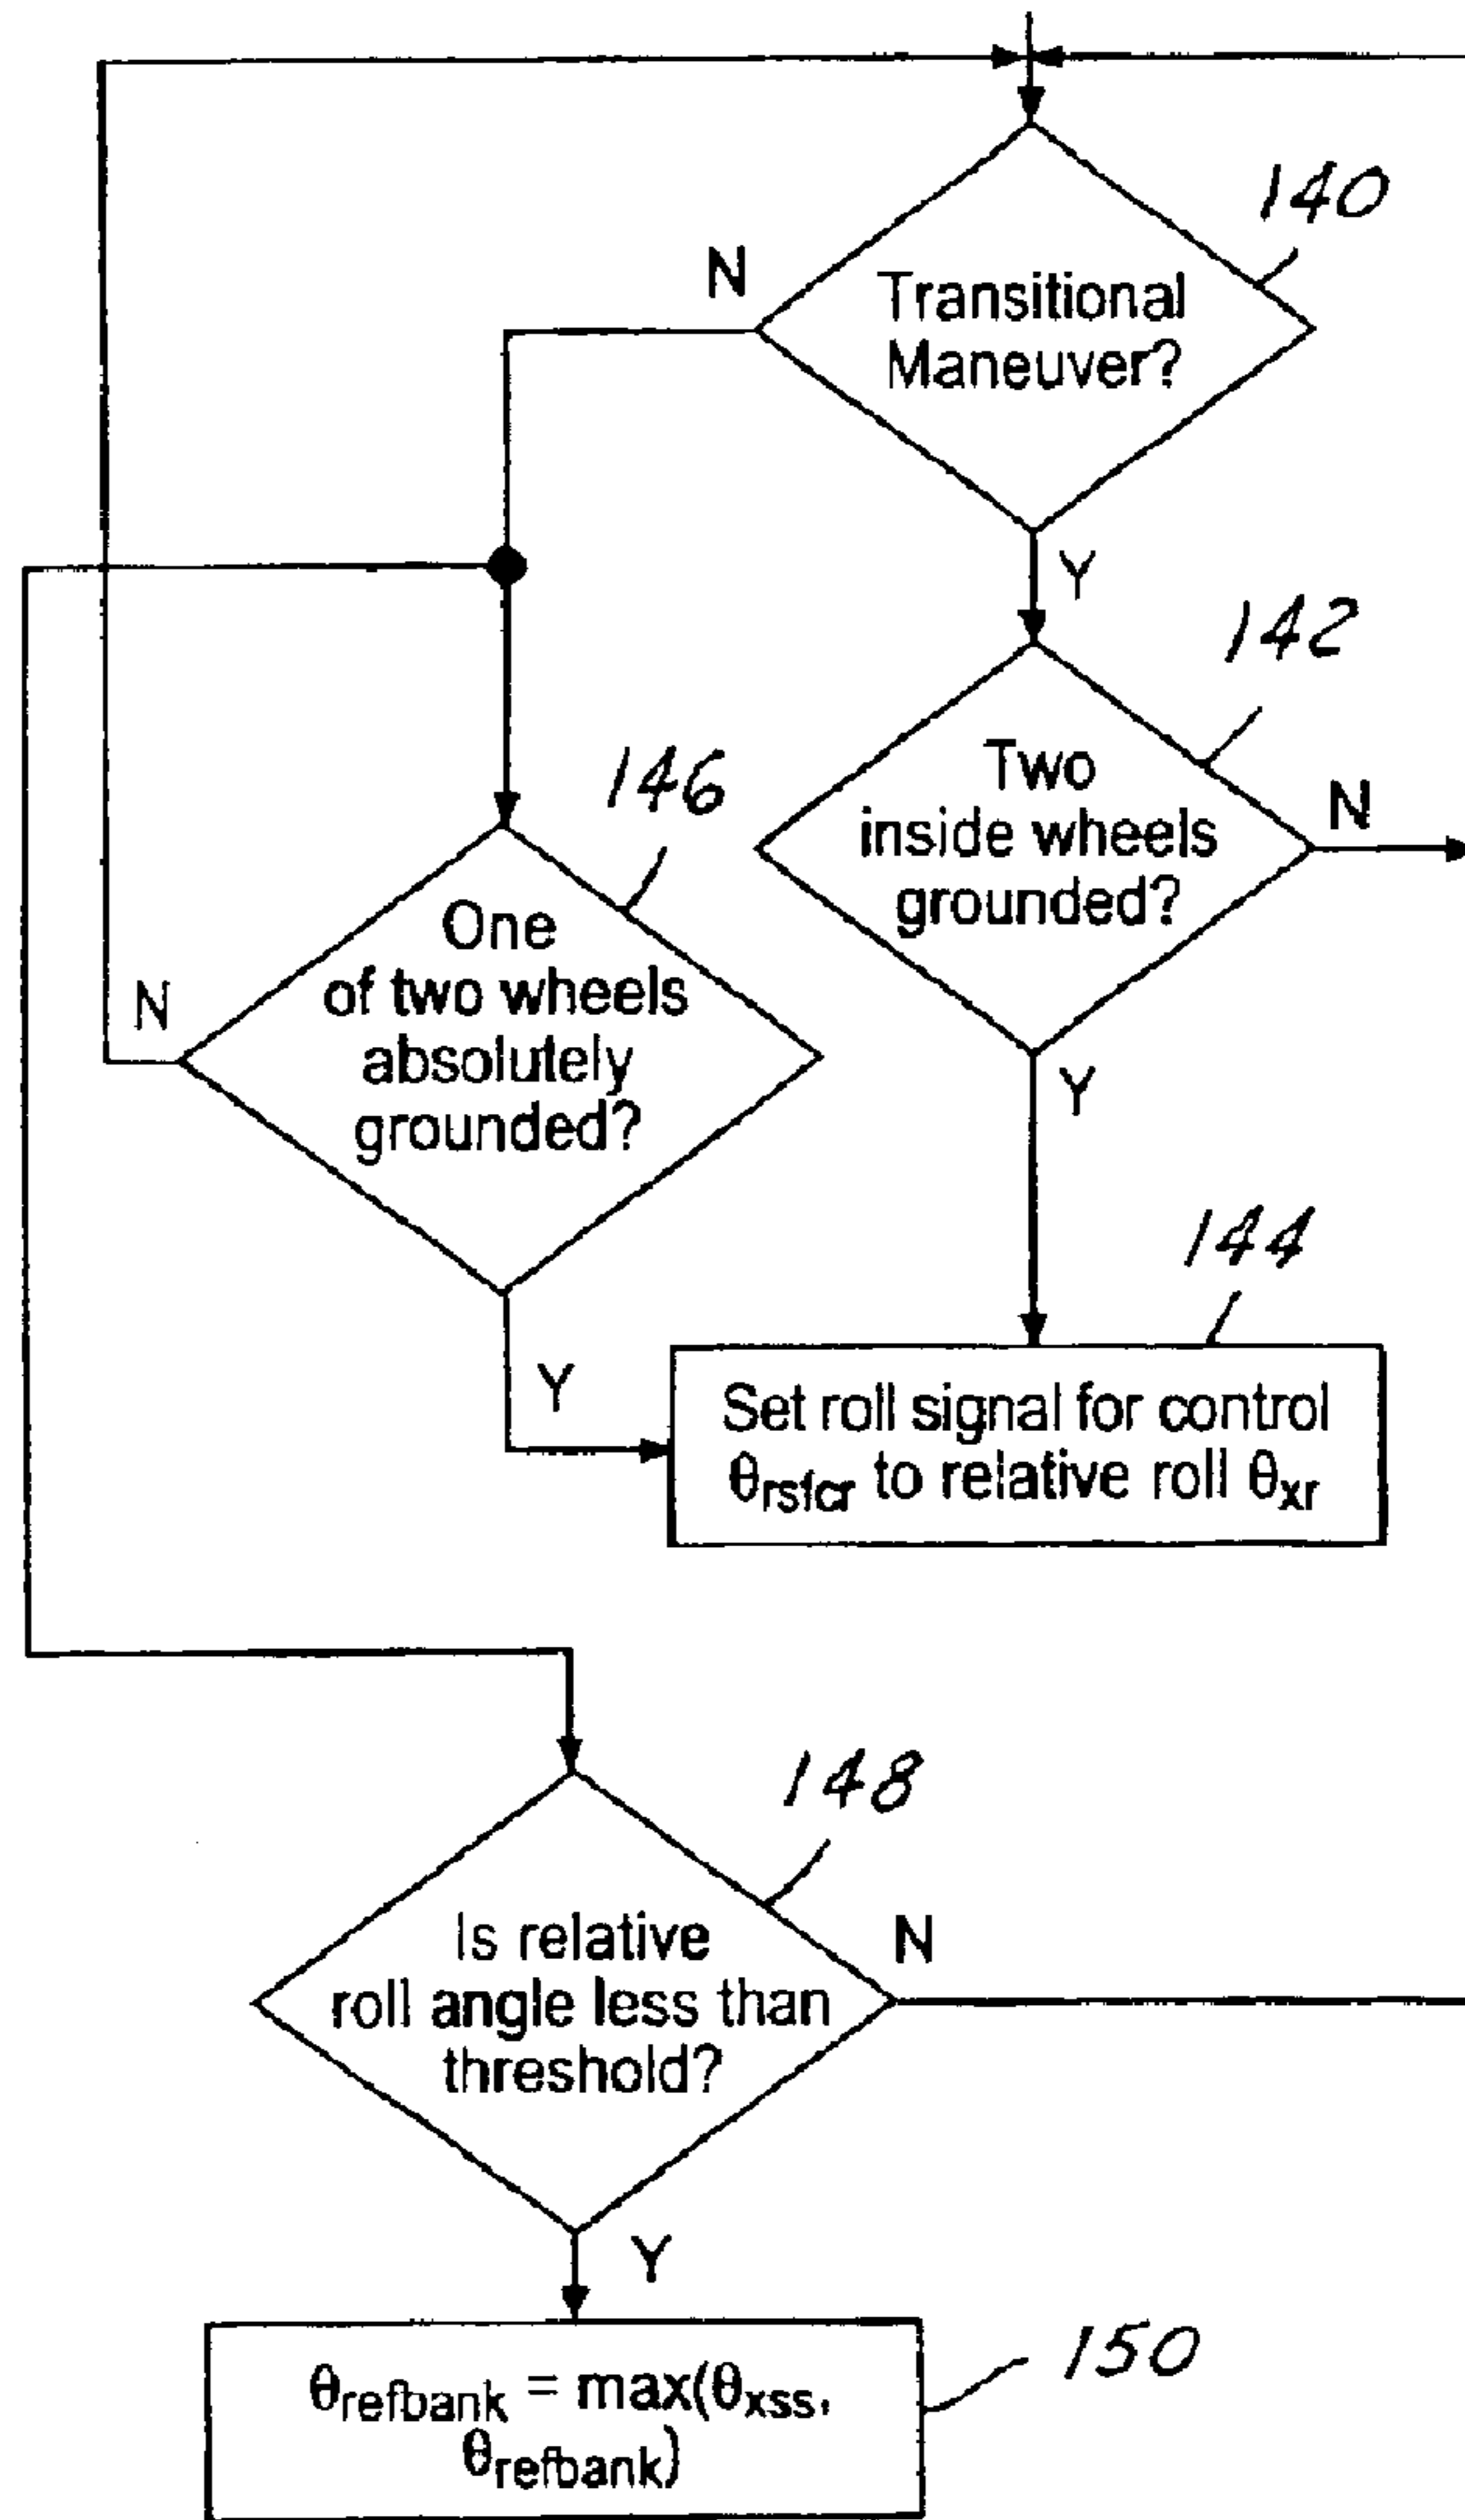 140
N
Transitional
Maneuver?
Y
142
Two
inside wheels
grounded?
N
Y
146
One
of two wheels
absolutely
grounded?
N
Y
144
Set roll signal for control
θrsfcr to relative roll θxr
148
Is relative
roll angle less than
threshold?
N
Y
150
θrefbank = max(θxss,
θrefbank)